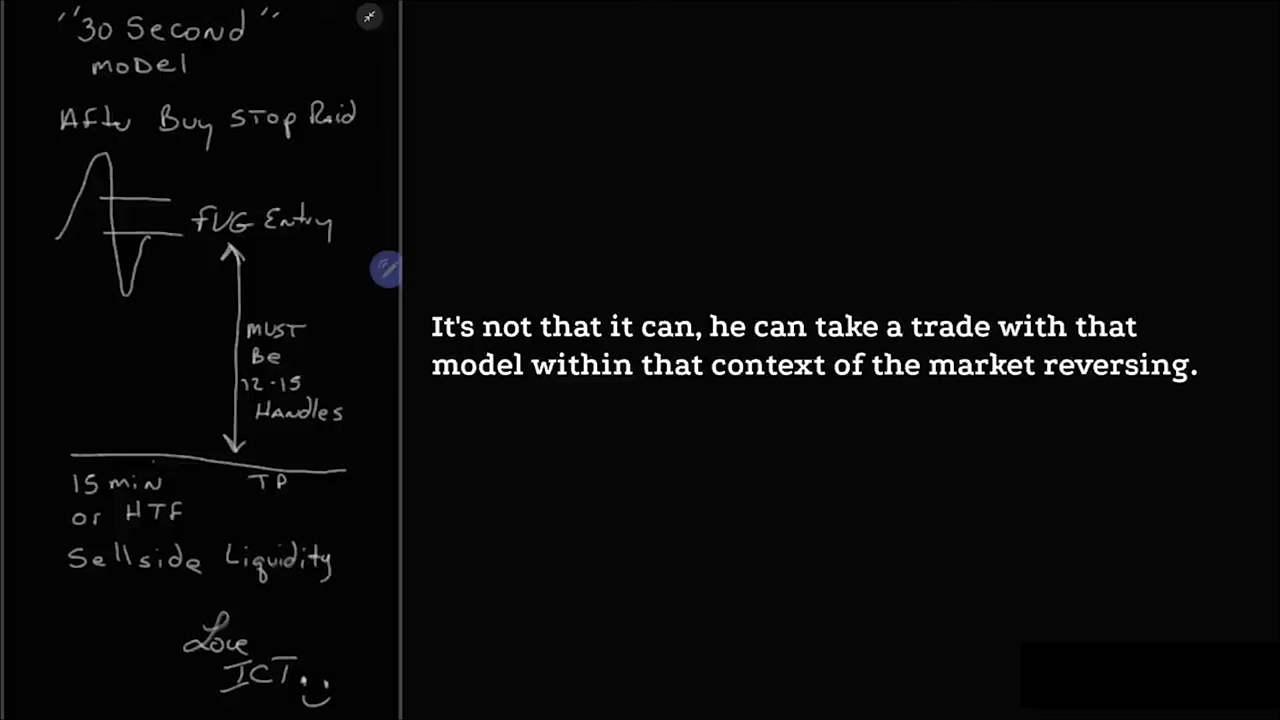 "30 Second"
Model
After Buy Stop Raid
FVG Entry
MUST
Be
12-15
HANdles
15 min TP
or HTF
Sellside Liquidity
Love
ICT
It's not that it can, he can take a trade with that
model within that context of the market reversing.